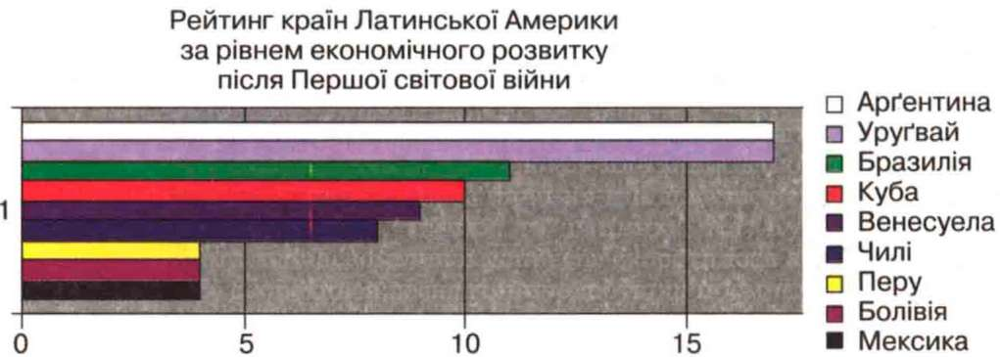 Рейтинг країн Латинської Америки
за рівнем економічного розвитку
після Першої світової війни
Арґентина
Уруґвай
Бразилія
Куба
Венесуела
Чилі
Перу
Болівія
Мексика
1
0 5 10 15